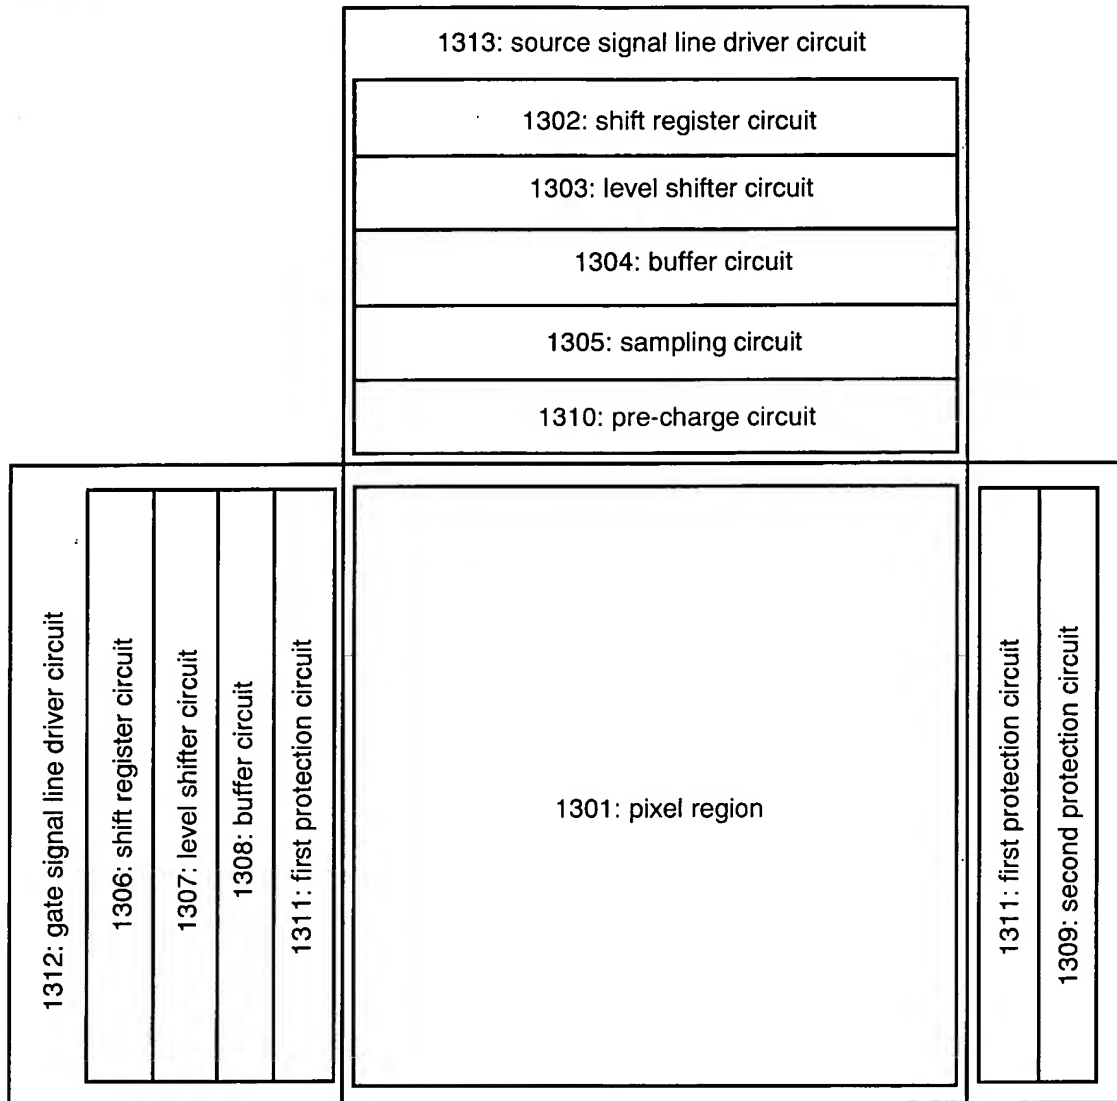 1313: source signal line driver circuit
1302: shift register circuit
1303: level shifter circuit
1304: buffer circuit
1305: sampling circuit
1310: pre-charge circuit
1312: gate signal line driver circuit
1306: shift register circuit
1307: level shifter circuit
1308: buffer circuit
1311: first protection circuit
1301: pixel region
1311: first protection circuit
1309: second protection circuit